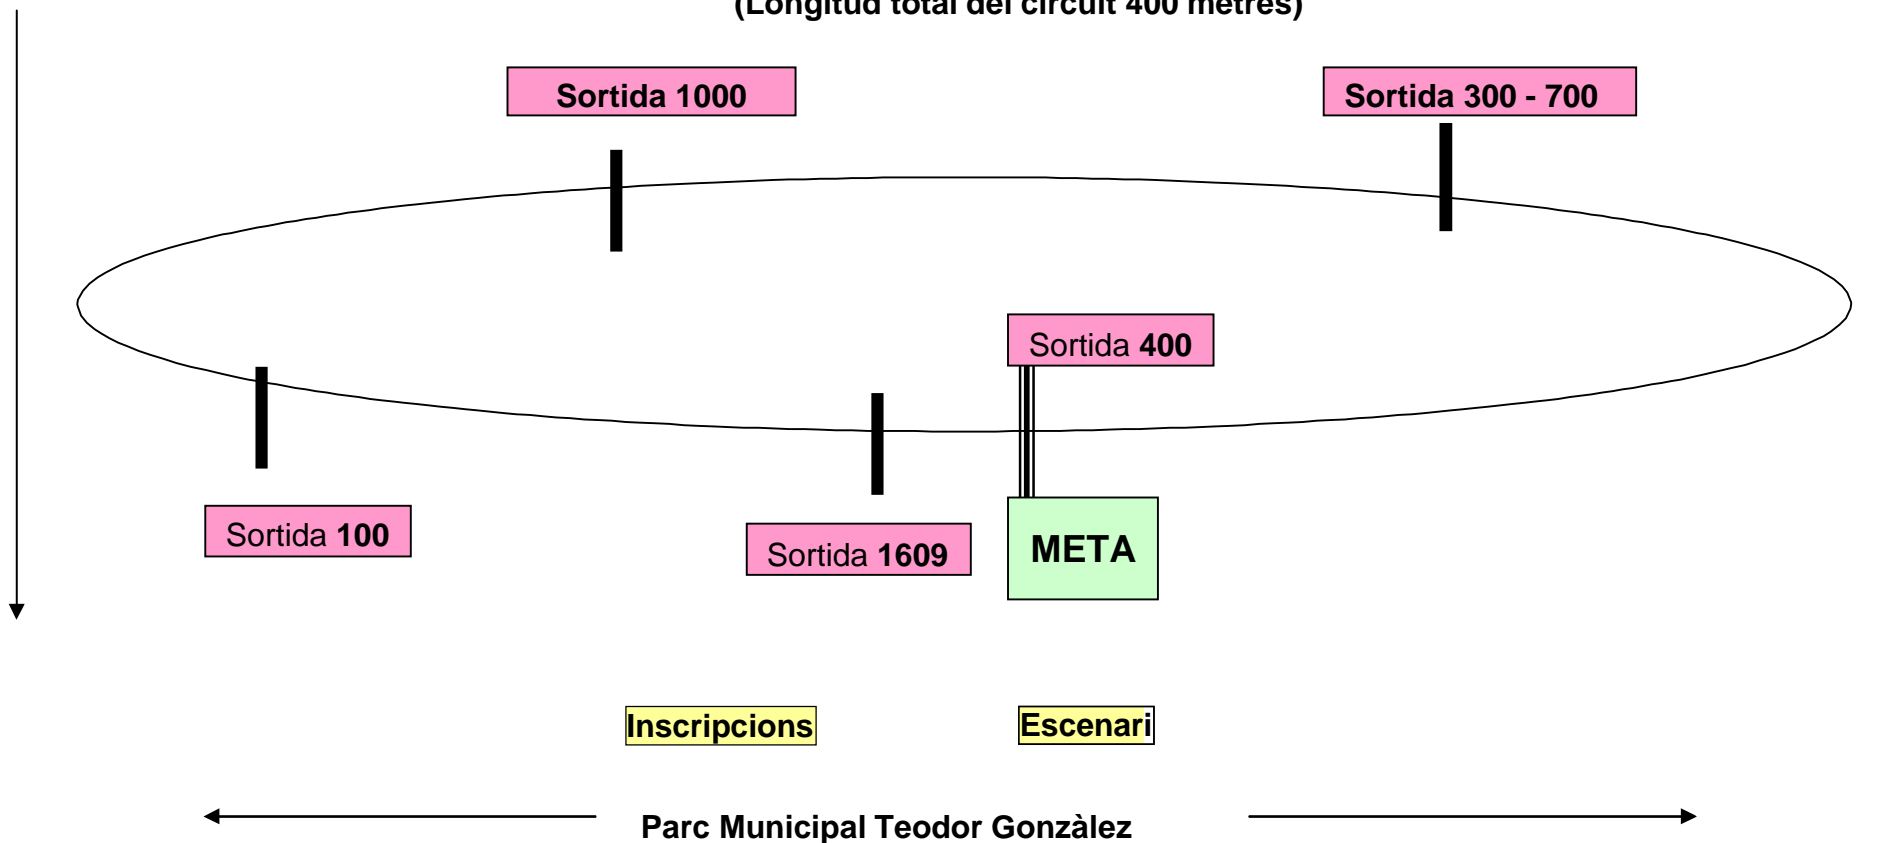 (Longitud total del circuit 400 metres)
Sortida 1000
Sortida 300 - 700
Sortida 400
Sortida 100
Sortida 1609
META
Inscripcions
Escenari
Parc Municipal Teodor Gonzàlez